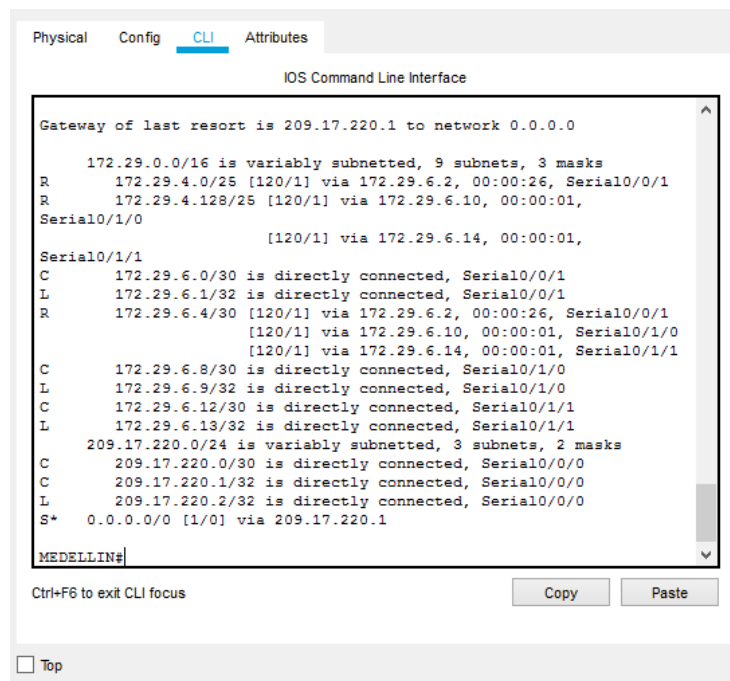 Physical Config CLI Attributes
IOS Command Line Interface
Gateway of last resort is 209.17.220.1 to network 0.0.0.0
172.29.0.0/16 is variably subnetted, 9 subnets, 3 masks
R 172.29.4.0/25 [120/1] via 172.29.6.2, 00:00:26, Serial0/0/1
R 172.29.4.128/25 [120/1] via 172.29.6.10, 00:00:01,
Serial0/1/0
[120/1] via 172.29.6.14, 00:00:01,
Serial0/1/1
C 172.29.6.0/30 is directly connected, Serial0/0/1
L 172.29.6.1/32 is directly connected, Serial0/0/1
R 172.29.6.4/30 [120/1] via 172.29.6.2, 00:00:26, Serial0/0/1
[120/1] via 172.29.6.10, 00:00:01, Serial0/1/0
[120/1] via 172.29.6.14, 00:00:01, Serial0/1/1
C 172.29.6.8/30 is directly connected, Serial0/1/0
L 172.29.6.9/32 is directly connected, Serial0/1/0
C 172.29.6.12/30 is directly connected, Serial0/1/1
L 172.29.6.13/32 is directly connected, Serial0/1/1
209.17.220.0/24 is variably subnetted, 3 subnets, 2 masks
C 209.17.220.0/30 is directly connected, Serial0/0/0
C 209.17.220.1/32 is directly connected, Serial0/0/0
L 209.17.220.2/32 is directly connected, Serial0/0/0
S* 0.0.0.0/0 [1/0] via 209.17.220.1
MEDELLIN#
Ctrl+F6 to exit CLI focus Copy Paste
Top